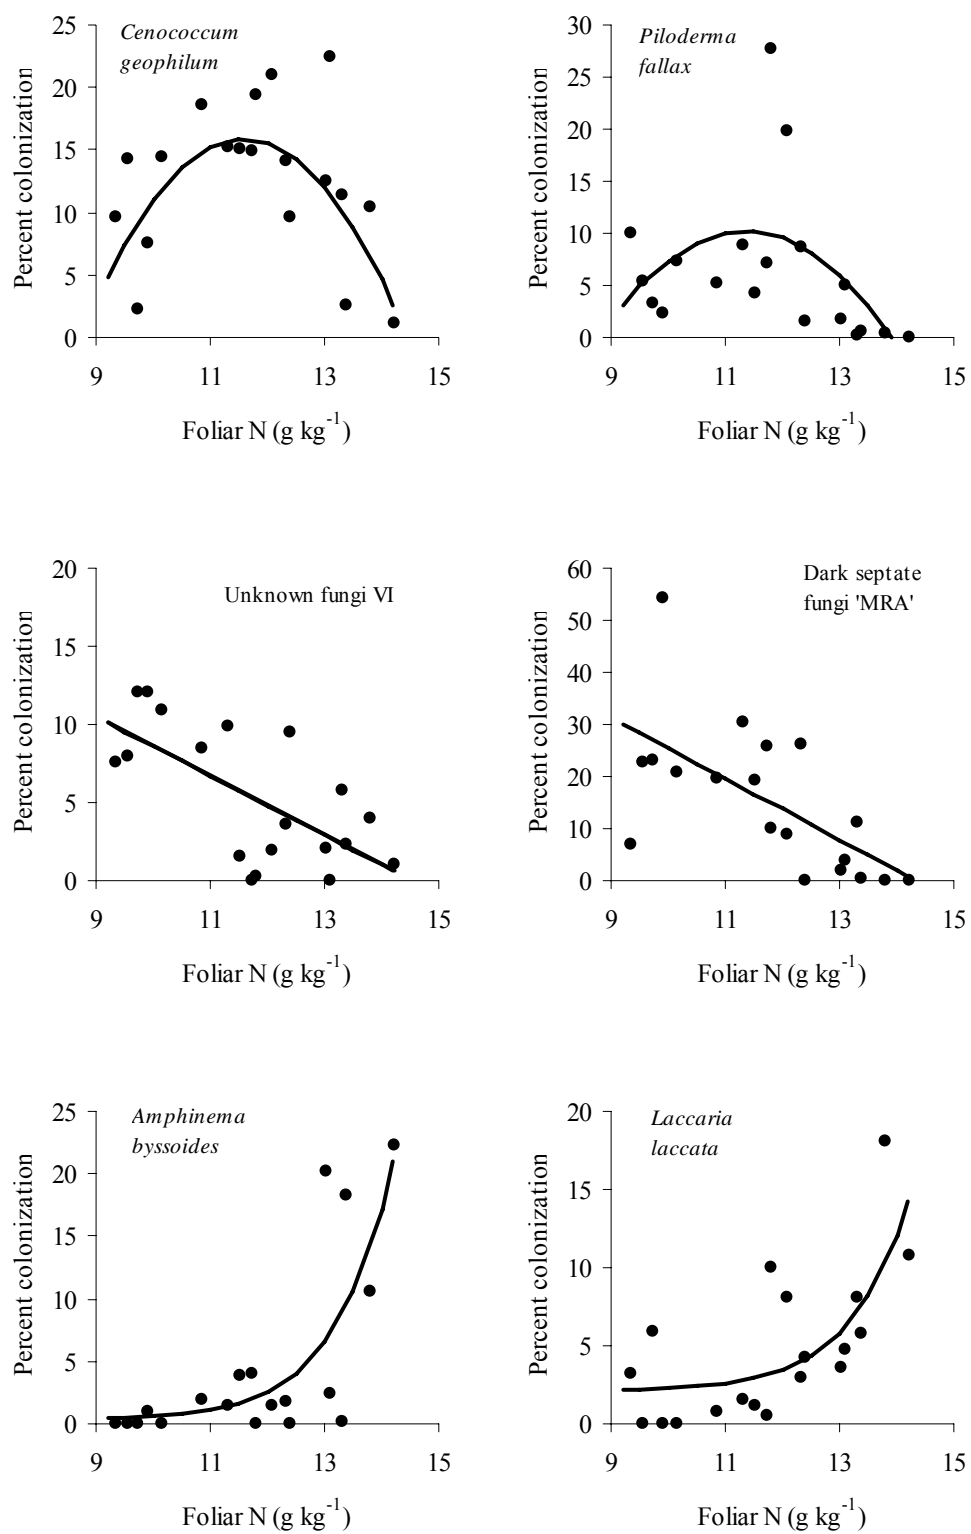 Cenococcum
geophilum
Percent colonization
25
20
15
10
5
0
9 11 13 15
Foliar N (g kg-1)
Piloderma
fallax
Percent colonization
30
25
20
15
10
5
0
9 11 13 15
Foliar N (g kg-1)
Unknown fungi VI
Percent colonization
20
15
10
5
0
9 11 13 15
Foliar N (g kg-1)
Dark septate
fungi 'MRA'
Percent colonization
60
50
40
30
20
10
0
9 11 13 15
Foliar N (g kg-1)
Amphinema
byssoides
Percent colonization
25
20
15
10
5
0
9 11 13 15
Foliar N (g kg-1)
Laccaria
laccata
Percent colonization
20
15
10
5
0
9 11 13 15
Foliar N (g kg-1)